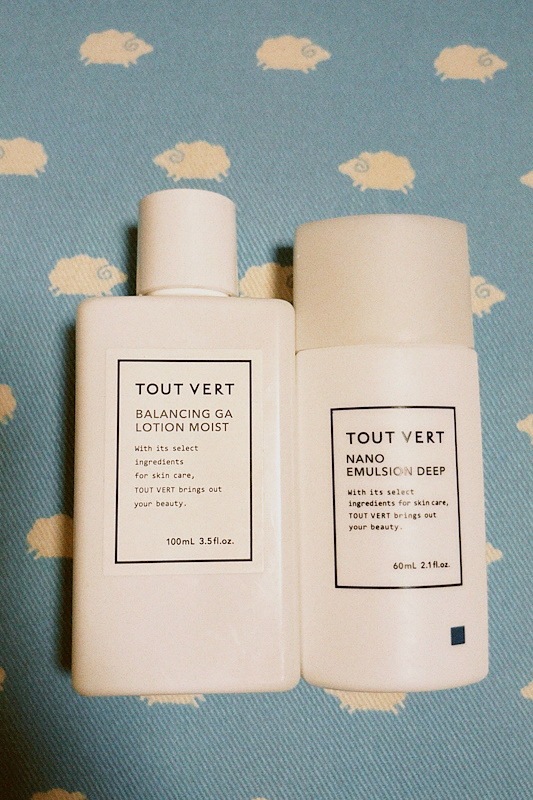 TOUT VERT
BALANCING GA
LOTION MOIST
With its select
ingredients
for skin care,
TOUT VERT brings out
your beauty.
100mL 3.5fl.oz.
TOUT VERT
NANO
EMULSION DEEP
With its select
ingredients for skin care,
TOUT VERT brings out
your beauty.
60mL 2.1fl.oz.